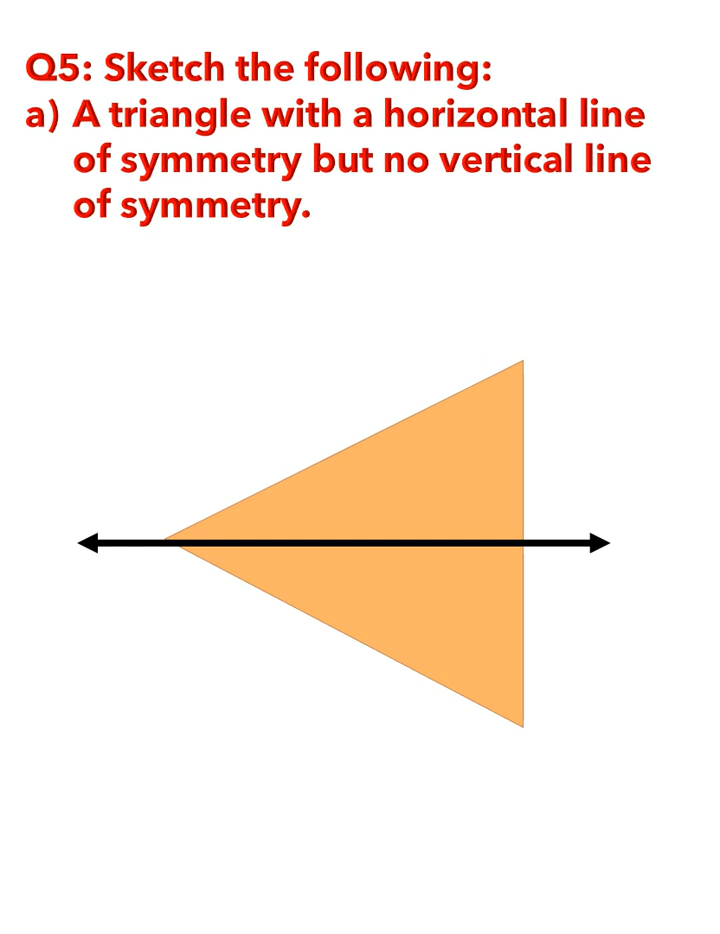 Q5: Sketch the following:
a) A triangle with a horizontal line
of symmetry but no vertical line
of symmetry.